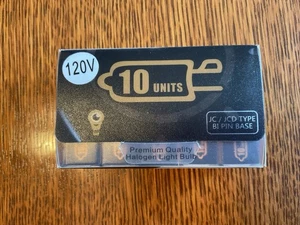 120V
10 UNITS
JC / JCD TYPE
BI PIN BASE
Premium Quality
Halogen Light Bulb